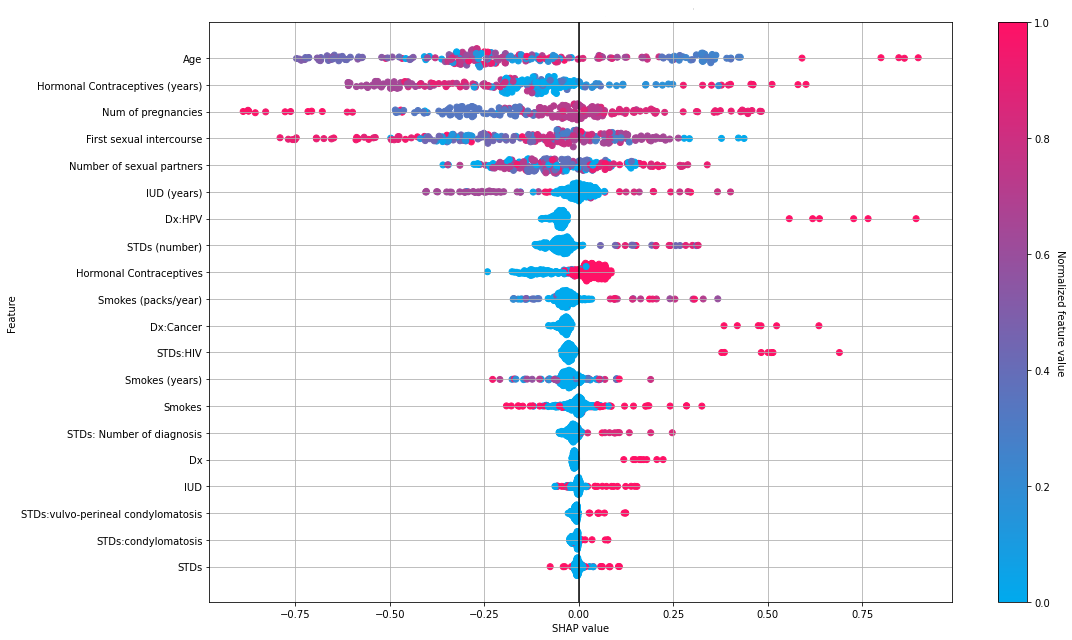 Feature
Age
Hormonal Contraceptives (years)
Num of pregnancies
First sexual intercourse
Number of sexual partners
IUD (years)
Dx:HPV
STDs (number)
Hormonal Contraceptives
Smokes (packs/year)
Dx:Cancer
STDs:HIV
Smokes (years)
Smokes
STDs: Number of diagnosis
Dx
IUD
STDs:vulvo-perineal condylomatosis
STDs:condylomatosis
STDs
−0.75 −0.50 −0.25 0.00 0.25 0.50 0.75
SHAP value
1.0
0.8
0.6
0.4
0.2
0.0
Normalized feature value